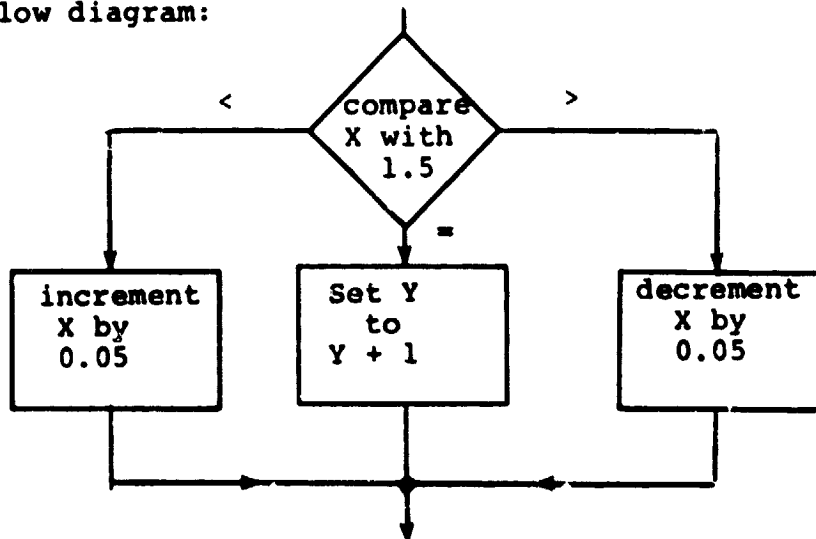 low diagram:
<
>
compare
X with
1.5
=
increment
X by
0.05
Set Y
to
Y + 1
decrement
X by
0.05